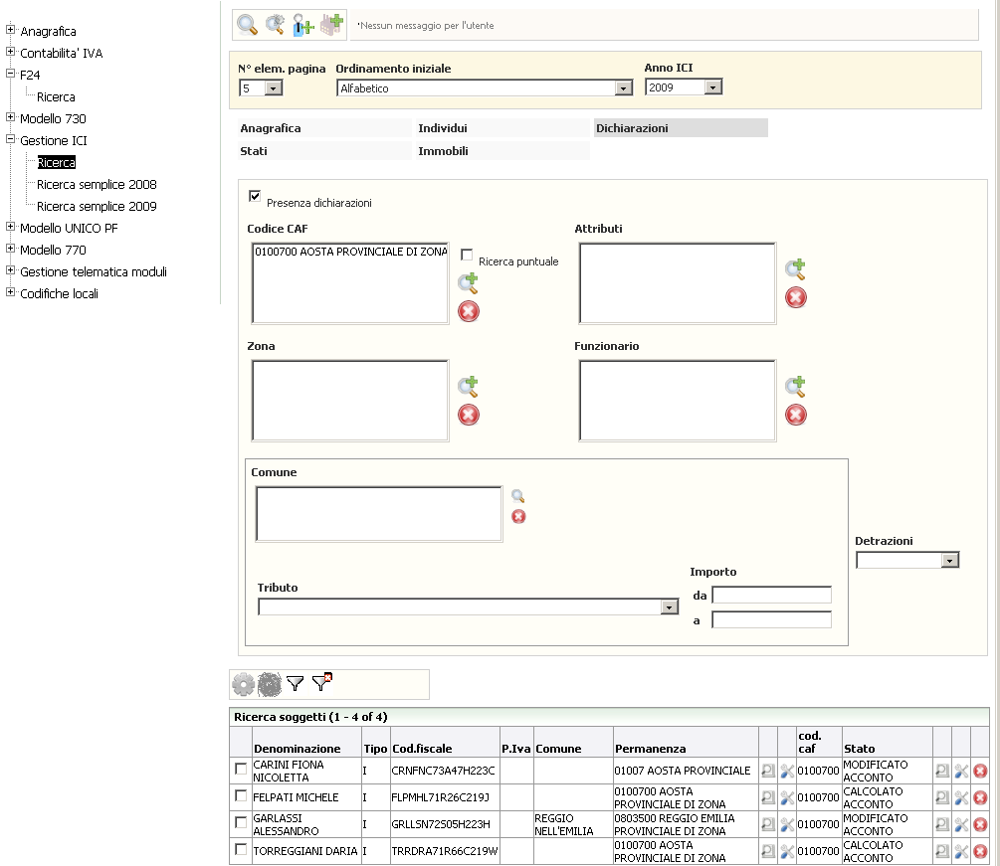 Anagrafica
Contabilita' IVA
F24
Ricerca
Modello 730
Gestione ICI
Ricerca
Ricerca semplice 2008
Ricerca semplice 2009
Modello UNICO PF
Modello 770
Gestione telematica moduli
Codifiche locali
'Nessun messaggio per l'utente
N° elem. pagina Ordinamento iniziale Anno ICI
5 Alfabetico 2009
Anagrafica Individui Dichiarazioni
Stati Immobili
Presenza dichiarazioni
Codice CAF Attributi
0100700 AOSTA PROVINCIALE DI ZONA
Ricerca puntuale
Zona Funzionario
Comune
Detrazioni
Tributo Importo
da
a
Ricerca soggetti (1 - 4 of 4)
Denominazione Tipo Cod.fiscale P.Iva Comune Permanenza cod. caf Stato
CARINI FIONA NICOLETTA I CRNFNC73A47H223C 01007 AOSTA PROVINCIALE 0100700 MODIFICATO ACCONTO
FELPATI MICHELE I FLPMHL71R26C219J 0100700 AOSTA PROVINCIALE DI ZONA 0100700 CALCOLATO ACCONTO
GARLASSI ALESSANDRO I GRLLSN72S05H223H REGGIO NELL'EMILIA 0803500 REGGIO EMILIA PROVINCIALE DI ZONA 0100700 MODIFICATO ACCONTO
TORREGGIANI DARIA I TRRDRA71R66C219W 0100700 AOSTA PROVINCIALE DI ZONA 0100700 CALCOLATO ACCONTO